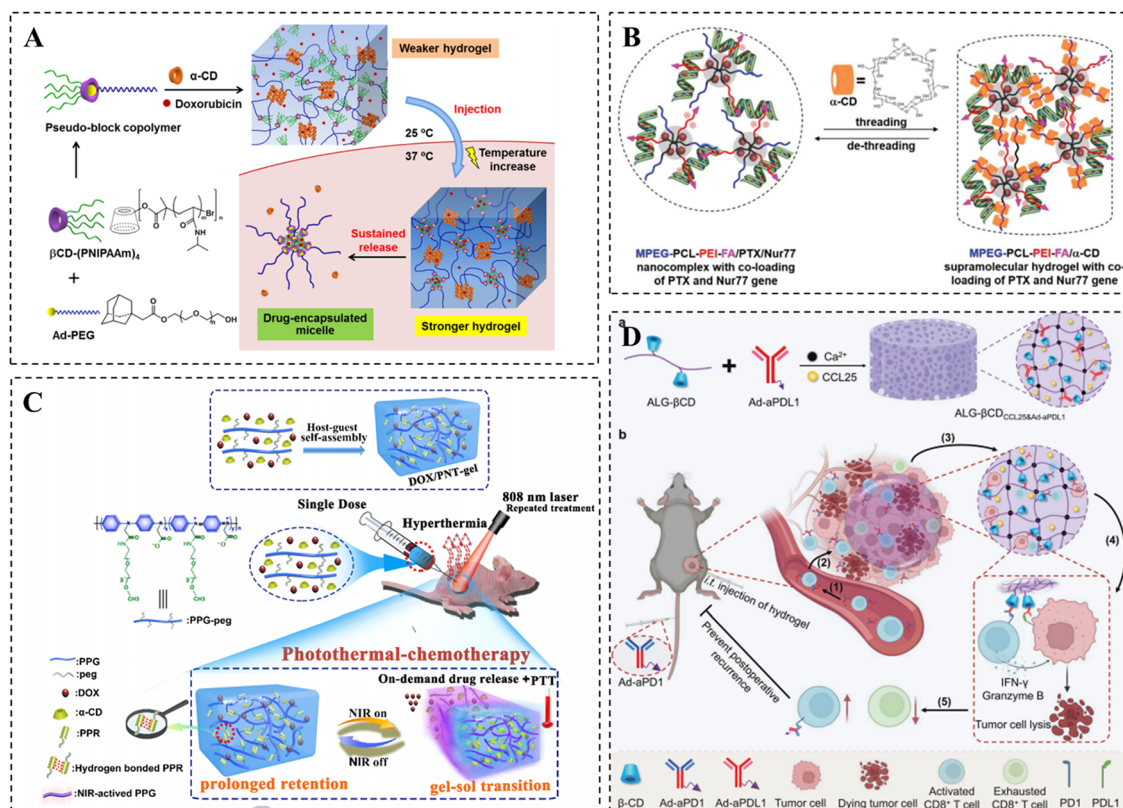 A
α-CD
Doxorubicin
Pseudo-block copolymer
Weaker hydrogel
Injection
25 ºC
37 ºC
Temperature
increase
βCD-(PNIPAAm)₄
+
Ad-PEG
Sustained
release
Drug-encapsulated
micelle
Stronger hydrogel
B
α-CD
threading
de-threading
MPEG-PCL-PEI-FA/PTX/Nur77
nanocomplex with co-loading
of PTX and Nur77 gene
MPEG-PCL-PEI-FA/α-CD
supramolecular hydrogel with co-
loading of PTX and Nur77 gene
C
Host-guest
self-assembly
DOX/PNT-gel
Single Dose
Hyperthermia
808 nm laser
Repeated treatment
:PPG-peg
Photothermal-chemotherapy
:PPG
:peg
:DOX
:α-CD
:PPR
:Hydrogen bonded PPR
:NIR-actived PPG
On-demand drug release +PTT
NIR on
NIR off
prolonged retention
gel-sol transition
D
a
ALG-βCD
+
Ad-aPDL1
Ca²⁺
CCL25
ALG-βCD CCL25&Ad-aPDL1
b
(1)
(2)
(3)
(4)
i.t. injection of hydrogel
Ad-aPD1
Prevent postoperative
recurrence
(5)
IFN-γ
Granzyme B
Tumor cell lysis
β-CD
Ad-aPD1
Ad-aPDL1
Tumor cell
Dying tumor cell
Activated
CD8⁺ T cell
Exhausted
CD8⁺ T cell
PD1
PDL1